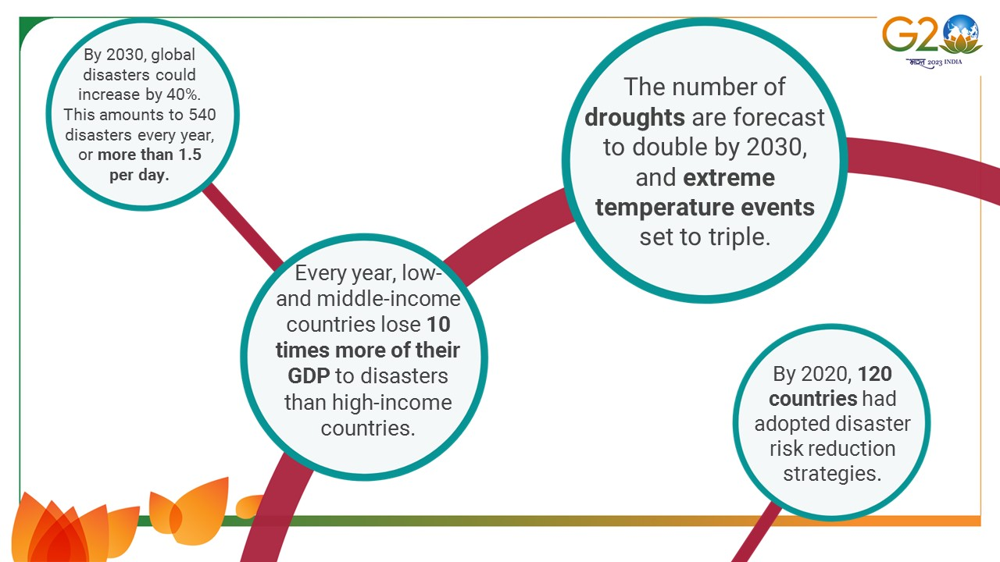 By 2030, global
disasters could
increase by 40%.
This amounts to 540
disasters every year,
or more than 1.5
per day.
The number of
droughts are forecast
to double by 2030,
and extreme
temperature events
set to triple.
G20
भारत 2023 INDIA
Every year, low-
and middle-income
countries lose 10
times more of their
GDP to disasters
than high-income
countries.
By 2020, 120
countries had
adopted disaster
risk reduction
strategies.